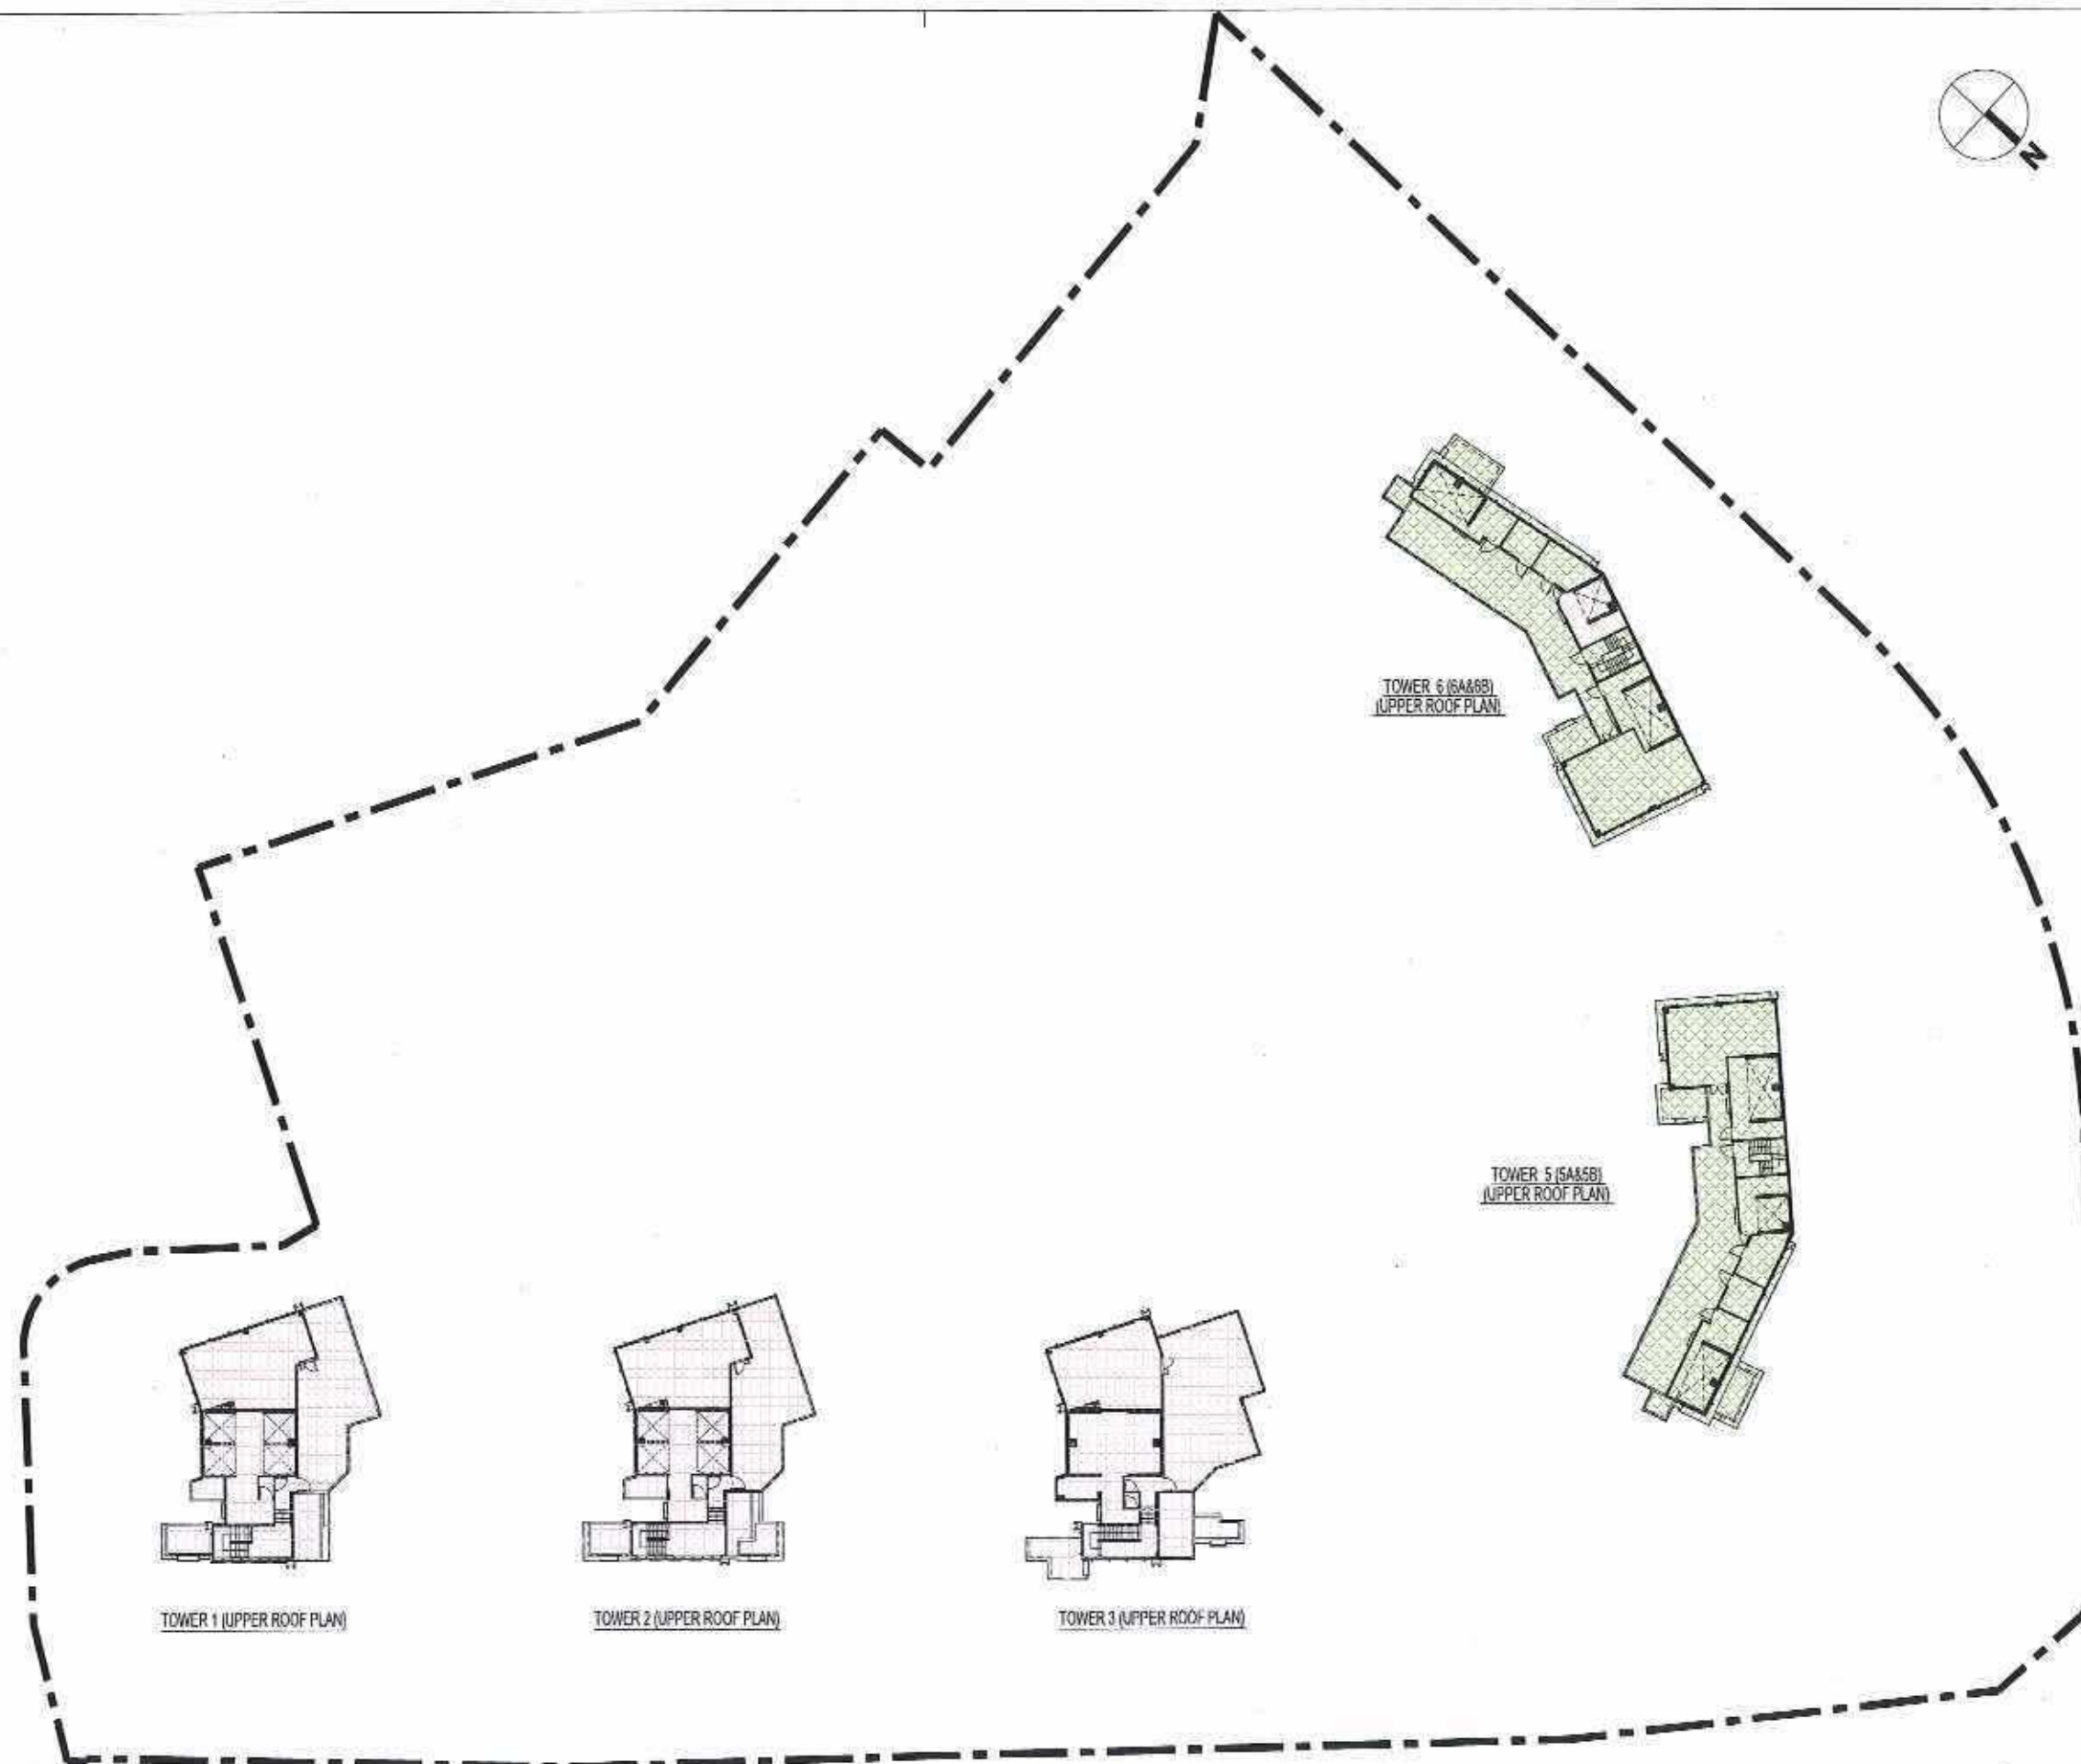 N
TOWER 6 (6A&6B)
(UPPER ROOF PLAN)
TOWER 5 (5A&5B)
(UPPER ROOF PLAN)
TOWER 1 (UPPER ROOF PLAN)
TOWER 2 (UPPER ROOF PLAN)
TOWER 3 (UPPER ROOF PLAN)